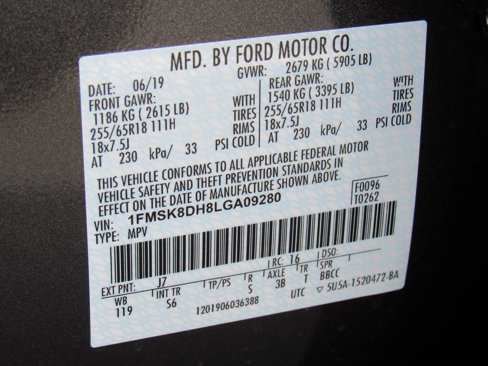 MFD. BY FORD MOTOR CO.
DATE: 06/19 GVWR: 2679 KG ( 5905 LB)
FRONT GAWR: REAR GAWR:
1186 KG ( 2615 LB) WITH 1540 KG ( 3395 LB) WITH
255/65R18 111H TIRES 255/65R18 111H TIRES
18x7.5J RIMS 18x7.5J RIMS
AT 230 kPa/ 33 PSI COLD AT 230 kPa/ 33 PSI COLD
THIS VEHICLE CONFORMS TO ALL APPLICABLE FEDERAL MOTOR
VEHICLE SAFETY AND THEFT PREVENTION STANDARDS IN
EFFECT ON THE DATE OF MANUFACTURE SHOWN ABOVE.
VIN: 1FMSK8DH8LGA09280 F0096
TYPE: MPV T0262
EXT PNT: J7 RC: 16 DSO:
WB INT TR TP/PS R AXLE TR SPR
119 S6 S 3B T BBCC
1201906036388 UTC ▽ 5U5A-1520472-BA